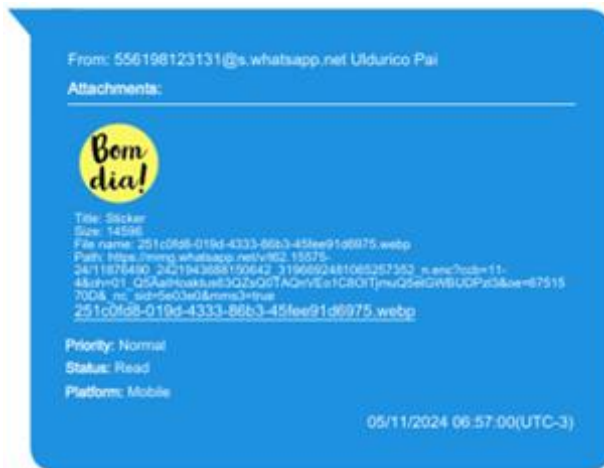 From: 556198123131@s.whatsapp.net Uldurico Pai
Attachments:
Bom
dia!
Title: Sticker
Size: 14596
File name: 251c0fd8-019d-4333-86b3-45fee91d6975.webp
Path: https://mmg.whatsapp.net/v/t62.15575-
251c0fd8-019d-4333-86b3-45fee91d6975.webp
Priority: Normal
Status: Read
Platform: Mobile
05/11/2024 06:57:00(UTC-3)